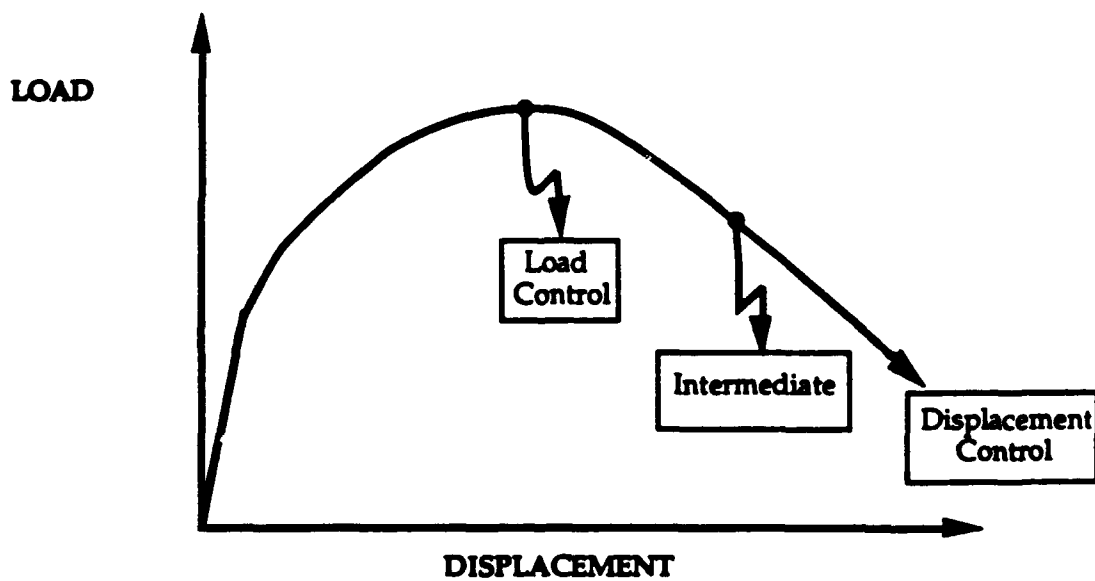 LOAD
Load
Control
Intermediate
Displacement
Control
DISPLACEMENT